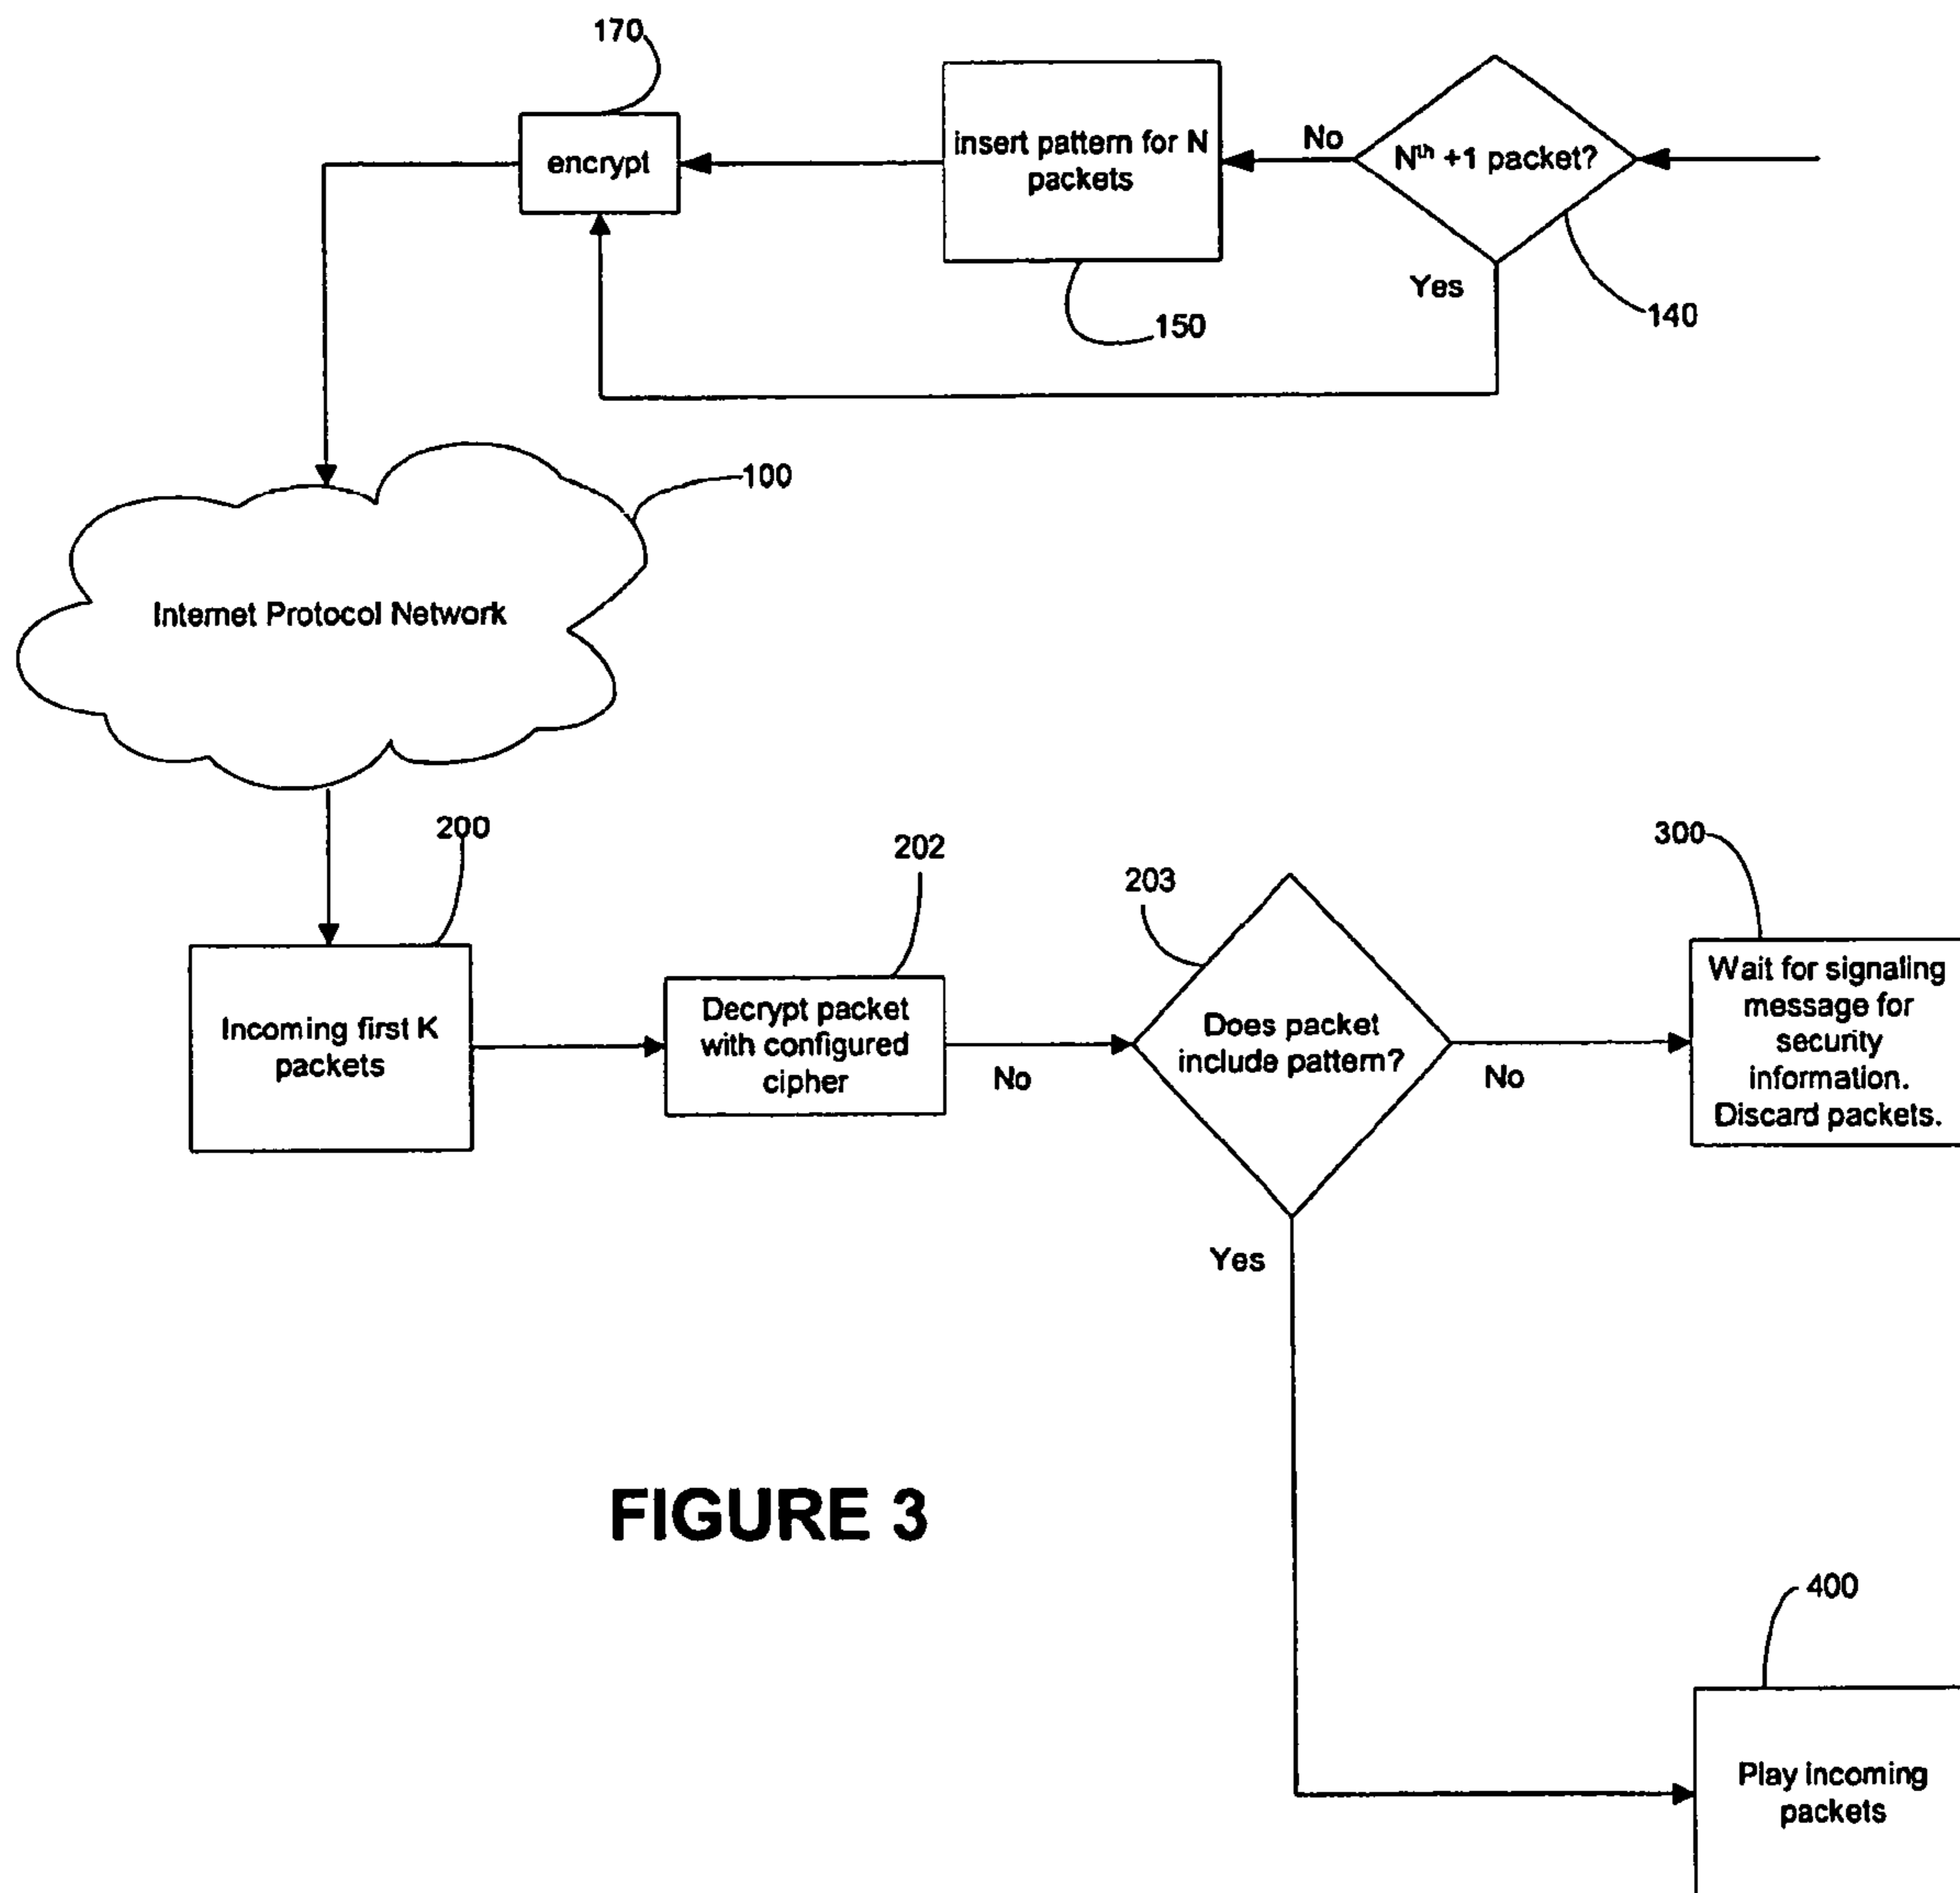 170
encrypt
insert pattern for N
packets
No
Nth +1 packet?
Yes
150
140
100
Internet Protocol Network
200
202
203
300
Incoming first K
packets
Decrypt packet
with configured
cipher
No
Does packet
include pattern?
No
Wait for signaling
message for
security
information.
Discard packets.
Yes
FIGURE 3
400
Play incoming
packets